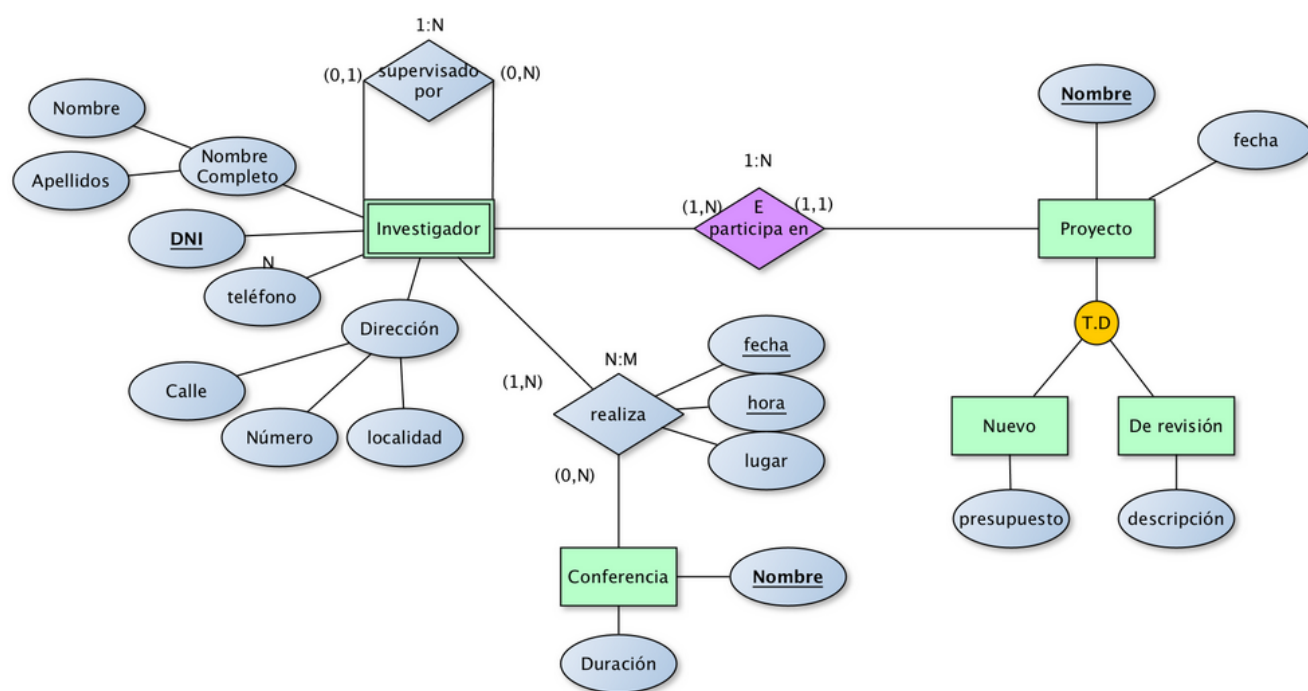 1:N
(0,1)
supervisado
por
(0,N)
Nombre
Nombre
Completo
Apellidos
DNI
N
teléfono
Investigador
Dirección
Calle
Número
localidad
1:N
(1,N)
E
participa en
(1,1)
Nombre
fecha
Proyecto
T.D
Nuevo
De revisión
presupuesto
descripción
N:M
(1,N)
realiza
fecha
hora
lugar
(0,N)
Conferencia
Nombre
Duración